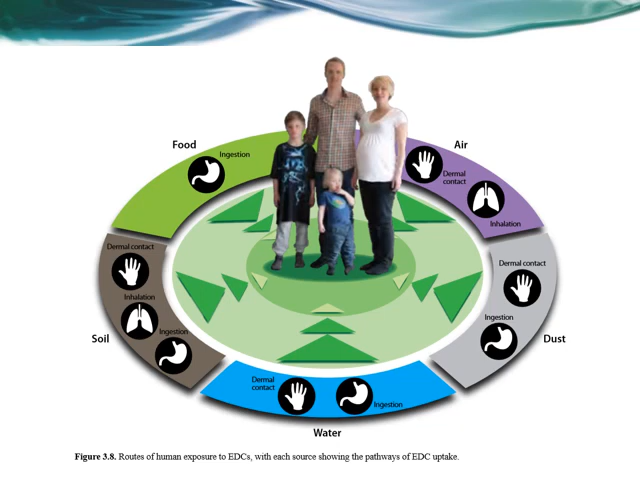 Food
Ingestion
Air
Dermal
contact
Inhalation
Dermal contact
Inhalation
Ingestion
Soil
Dermal contact
Ingestion
Dust
Dermal
contact
Ingestion
Water
Figure 3.8. Routes of human exposure to EDCs, with each source showing the pathways of EDC uptake.